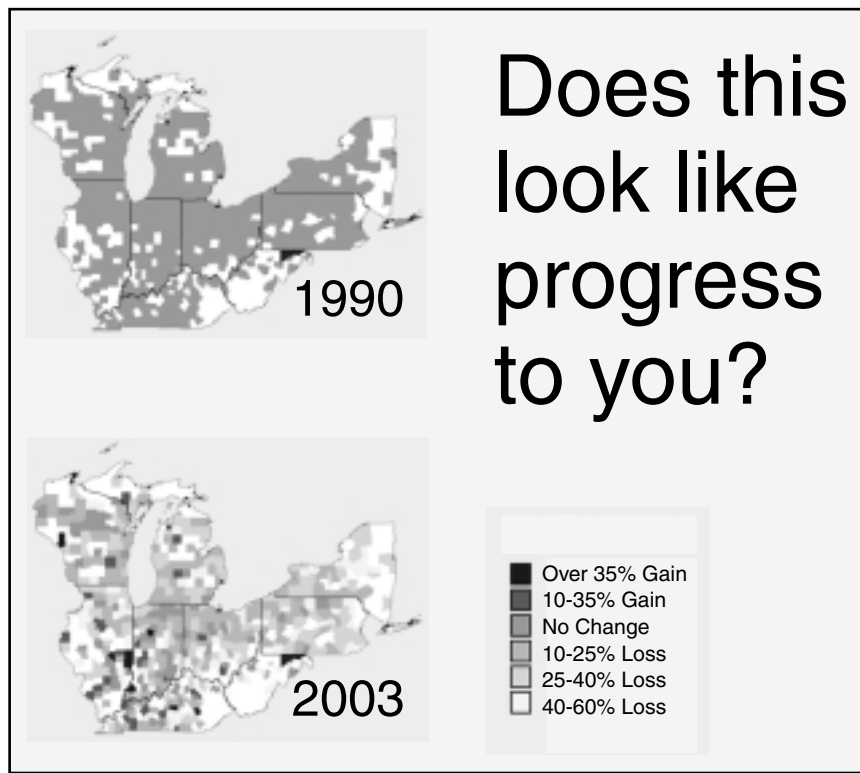 Does this
look like
progress
to you?
1990
2003
Over 35% Gain
10-35% Gain
No Change
10-25% Loss
25-40% Loss
40-60% Loss